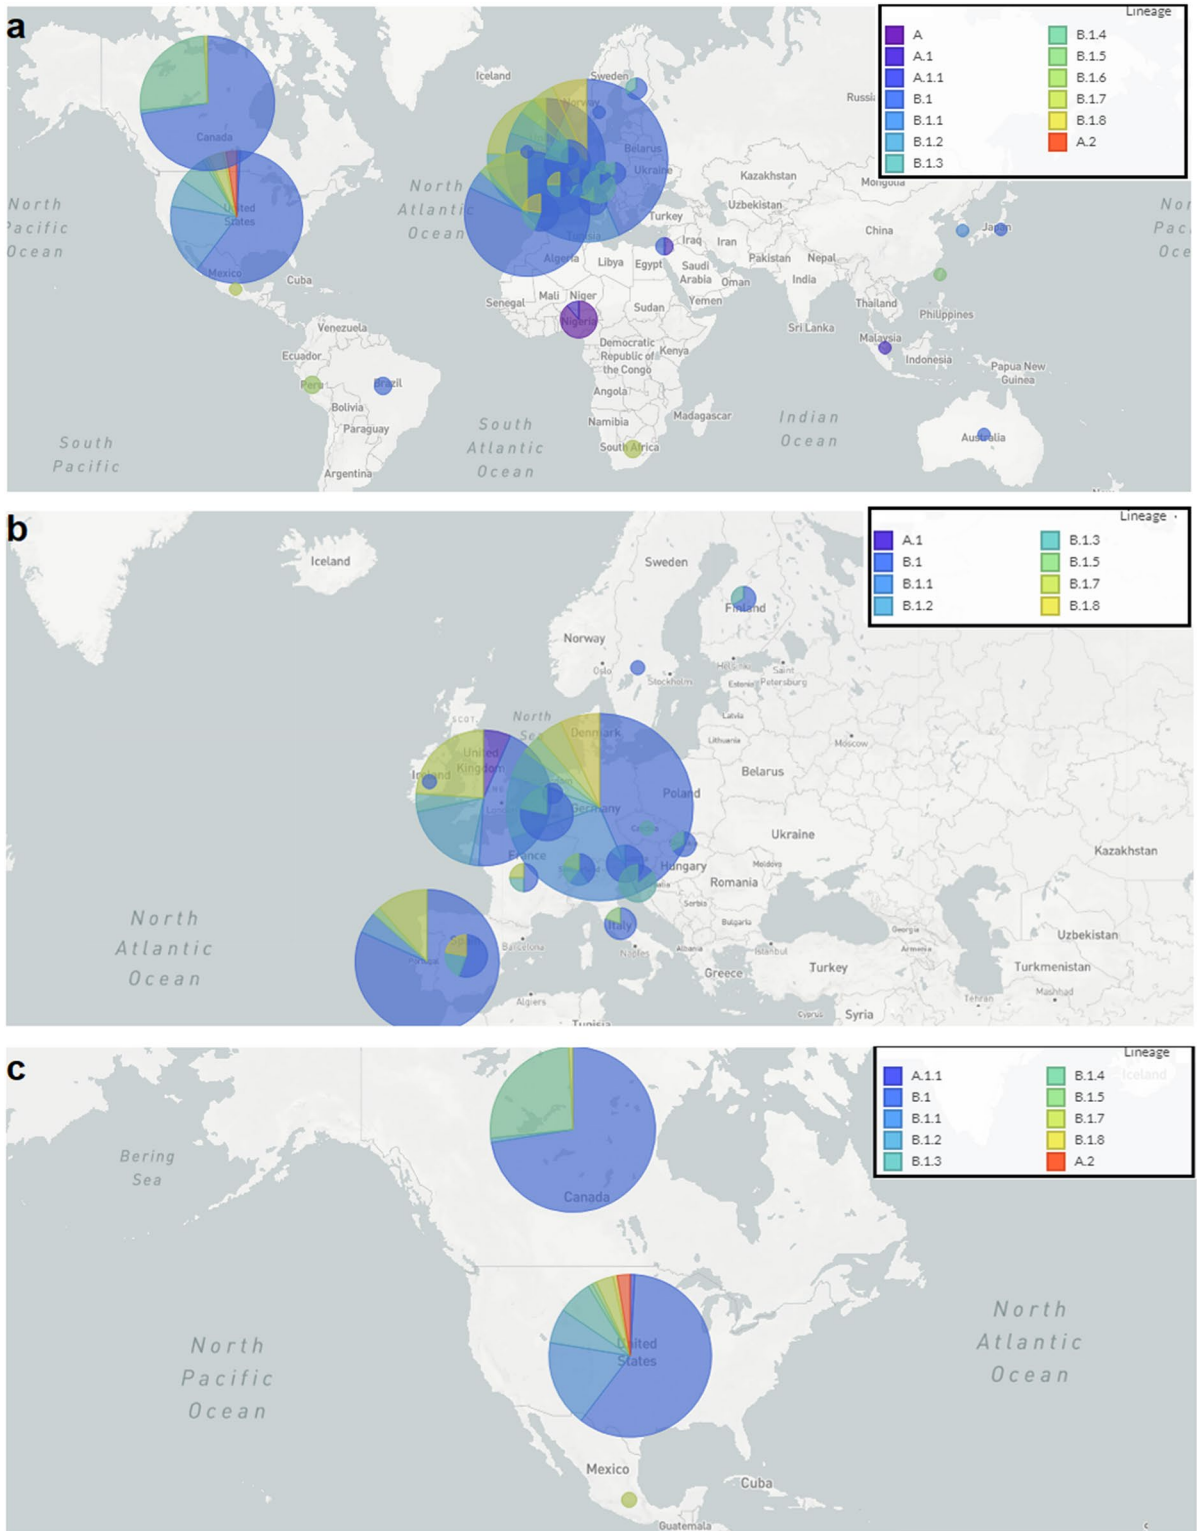 a
Lineage
A
A.1
A.1.1
B.1
B.1.1
B.1.2
B.1.3
B.1.4
B.1.5
B.1.6
B.1.7
B.1.8
A.2
Iceland
Sweden
Norway
Russia
Canada
Belarus
Ukraine
Kazakhstan
Mongolia
North
Pacific
Ocean
United
States
North
Atlantic
Ocean
Uzbekistan
Turkey
China
Japan
Tunisia
Algeria
Libya
Egypt
Iraq
Iran
Pakistan
Nepal
Saudi
Arabia
Oman
India
Mexico
Cuba
Senegal
Mali
Niger
Sudan
Yemen
Thailand
Philippines
Nigeria
Sri Lanka
Malaysia
Indonesia
Venezuela
Ecuador
Democratic
Republic of
the Congo
Kenya
Papua New
Guinea
Peru
Brazil
Angola
Bolivia
Paraguay
Namibia
Madagascar
South Africa
Australia
Argentina
South
Pacific
South
Atlantic
Ocean
Indian
Ocean
b
Lineage
A.1
B.1
B.1.1
B.1.2
B.1.3
B.1.5
B.1.7
B.1.8
Iceland
Sweden
Finland
Norway
Oslo
Stockholm
Helsinki
Saint
Petersburg
Estonia
SCOT.
North
Sea
Denmark
Latvia
Lithuania
Moscow
United
Kingdom
Ireland
Belarus
Poland
Germany
Ukraine
Kazakhstan
France
Hungary
Moldova
Romania
Serbia
Italy
Bulgaria
Georgia
Armenia
Uzbekistan
Spain
Portugal
Barcelona
Naples
Albania
Istanbul
Greece
Turkey
Turkmenistan
North
Atlantic
Ocean
Algiers
Tunisia
Cyprus
Syria
Tehran
Mashhad
c
Lineage
A.1.1
B.1
B.1.1
B.1.2
B.1.3
B.1.4
B.1.5
B.1.7
B.1.8
A.2
Iceland
Bering
Sea
Canada
United
States
North
Pacific
Ocean
North
Atlantic
Ocean
Mexico
Cuba
Guatemala